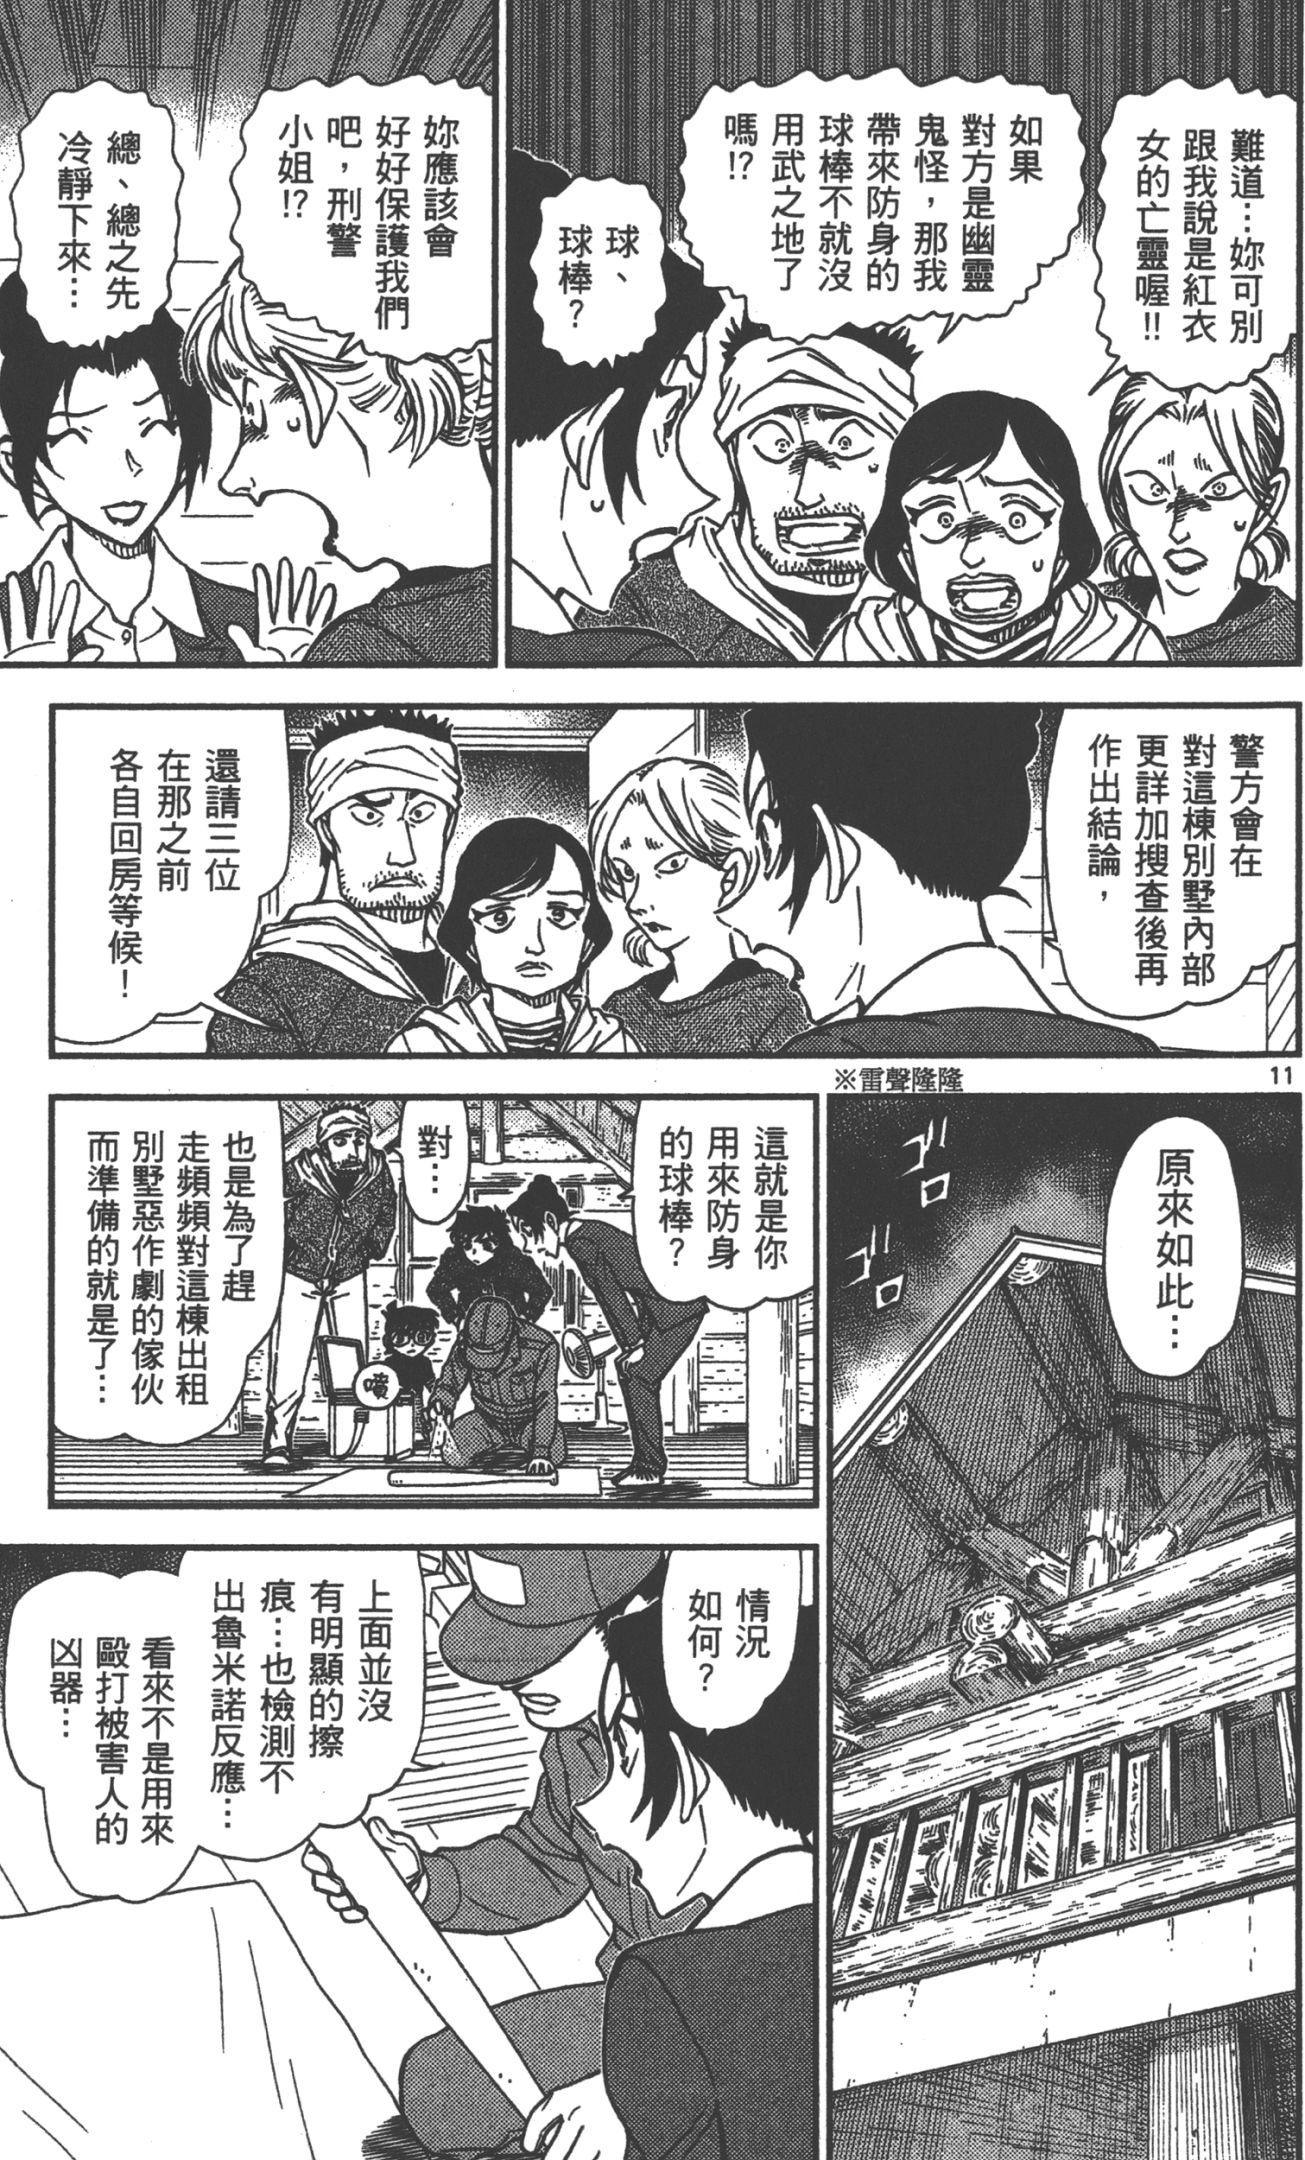 難道…妳可別
跟我說是紅衣
女的亡靈喔!!
如果
對方是幽靈
鬼怪，那我
帶來防身的
球棒不就沒
用武之地了
嗎!?
球、
球棒？
妳應該會
好好保護我們
吧，刑警
小姐!?
總、總之先
冷靜下來…
警方會在
對這棟別墅內部
更詳加搜查後再
作出結論，
還請三位
在那之前
各自回房等候！
11
※雷聲隆隆
ゴロ
ゴロ
原來如此…
這就是你
用來防身
的球棒？
對…
也是為了趕
走頻頻對這棟出租
別墅惡作劇的傢伙
而準備的就是了…
噴
情況
如何？
上面並沒
有明顯的擦
痕…也檢測不
出魯米諾反應…
看來不是用來
毆打被害人的
凶器…